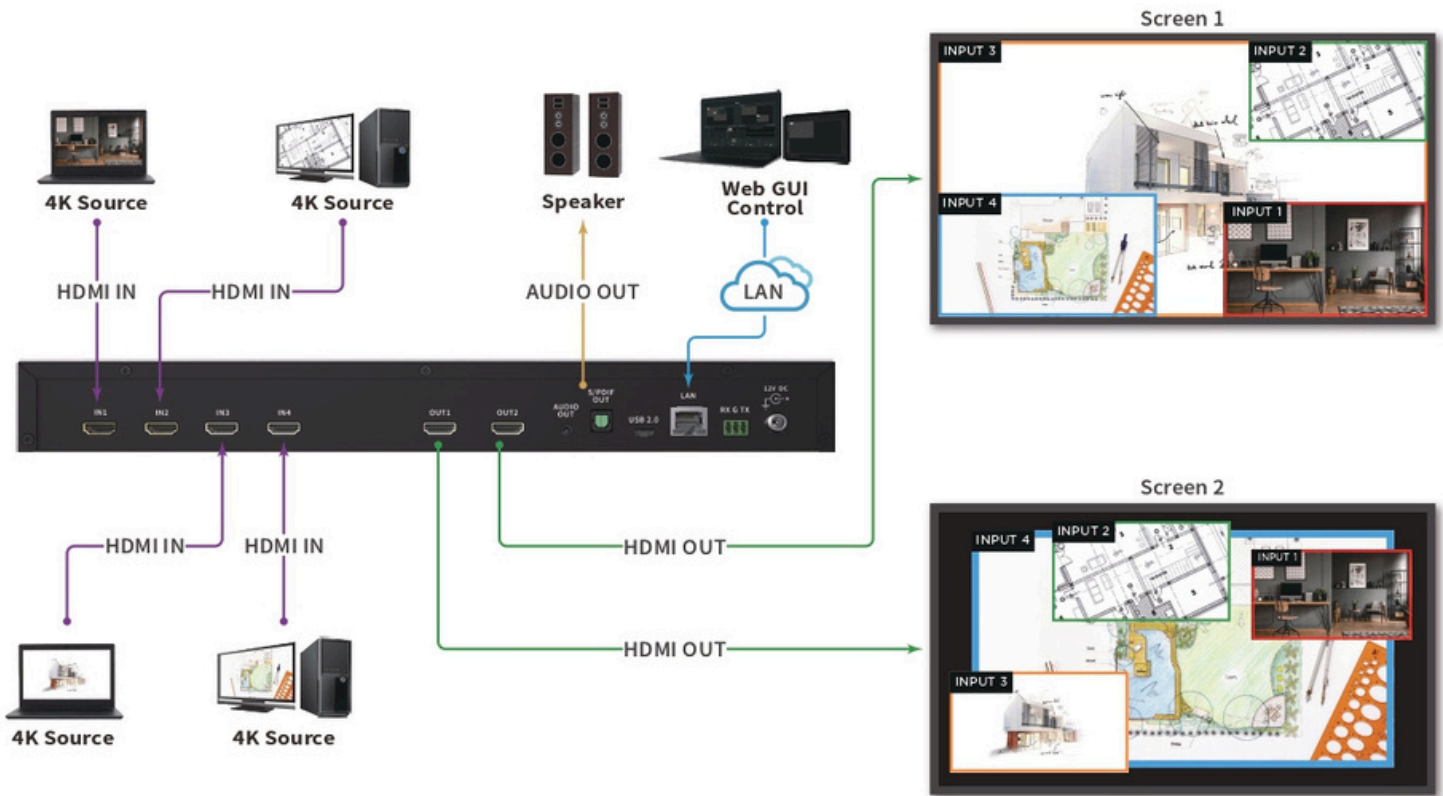 Screen 1
INPUT 3
INPUT 2
INPUT 4
INPUT 1
4K Source
4K Source
Speaker
Web GUI
Control
HDMI IN
HDMI IN
AUDIO OUT
LAN
IN1
IN2
IN3
IN4
OUT1
OUT2
AUDIO
OUT
S/PDIF
OUT
USB 2.0
LAN
RX G TX
12V DC
HDMI IN
HDMI IN
HDMI OUT
HDMI OUT
4K Source
4K Source
Screen 2
INPUT 4
INPUT 2
INPUT 1
INPUT 3